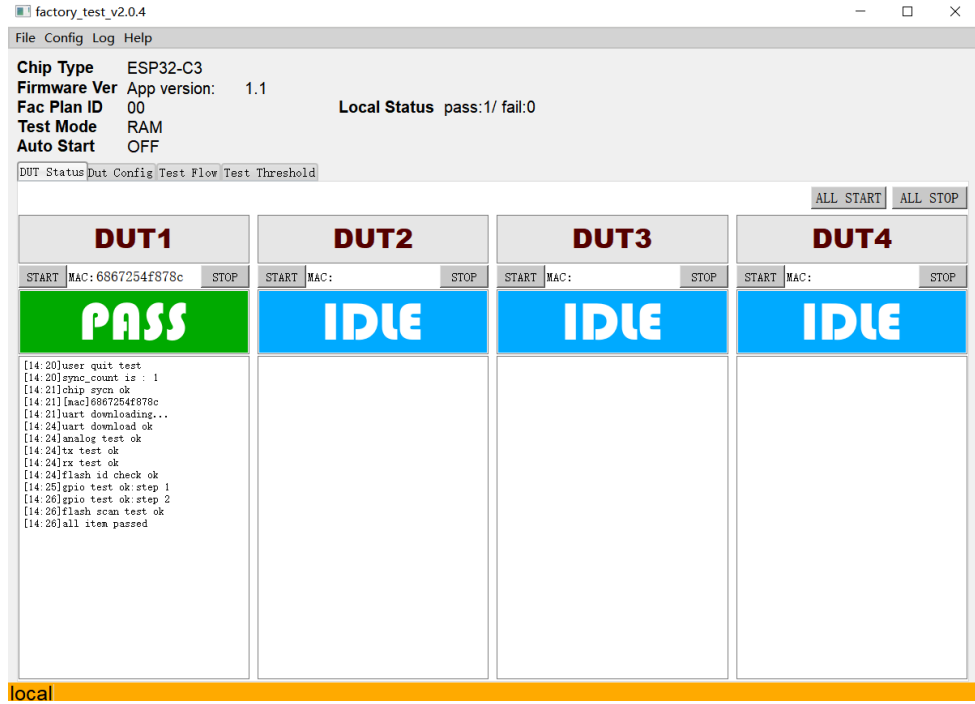 factory_test_v2.0.4
File Config Log Help
Chip Type ESP32-C3
Firmware Ver App version: 1.1
Fac Plan ID 00 Local Status pass:1/ fail:0
Test Mode RAM
Auto Start OFF
DUT Status Dut Config Test Flow Test Threshold
ALL START ALL STOP
DUT1 DUT2 DUT3 DUT4
START MAC:6867254f878c STOP START MAC: STOP START MAC: STOP START MAC: STOP
PASS IDLE IDLE IDLE
[14:20]user quit test
[14:20]sync_count is : 1
[14:21]chip sycn ok
[14:21][mac]6867254f878c
[14:21]uart downloading...
[14:24]uart download ok
[14:24]analog test ok
[14:24]tx test ok
[14:24]rx test ok
[14:24]flash id check ok
[14:25]gpio test ok:step 1
[14:26]gpio test ok:step 2
[14:26]flash scan test ok
[14:26]all item passed
local